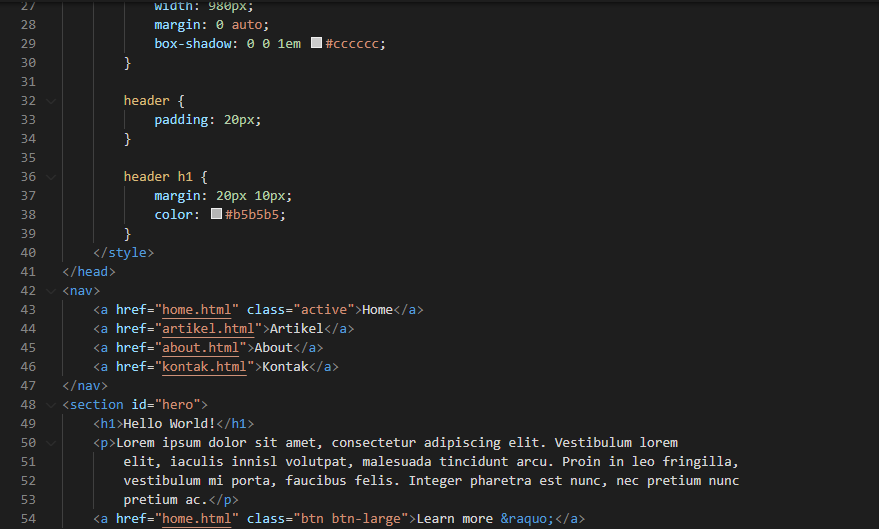 27 width: 980px;
28 margin: 0 auto;
29 box-shadow: 0 0 1em #cccccc;
30 }
31
32 header {
33 padding: 20px;
34 }
35
36 header h1 {
37 margin: 20px 10px;
38 color: #b5b5b5;
39 }
40 </style>
41 </head>
42 <nav>
43 <a href="home.html" class="active">Home</a>
44 <a href="artikel.html">Artikel</a>
45 <a href="about.html">About</a>
46 <a href="kontak.html">Kontak</a>
47 </nav>
48 <section id="hero">
49 <h1>Hello World!</h1>
50 <p>Lorem ipsum dolor sit amet, consectetur adipiscing elit. Vestibulum lorem
51 elit, iaculis innisl volutpat, malesuada tincidunt arcu. Proin in leo fringilla,
52 vestibulum mi porta, faucibus felis. Integer pharetra est nunc, nec pretium nunc
53 pretium ac.</p>
54 <a href="home.html" class="btn btn-large">Learn more &raquo;</a>